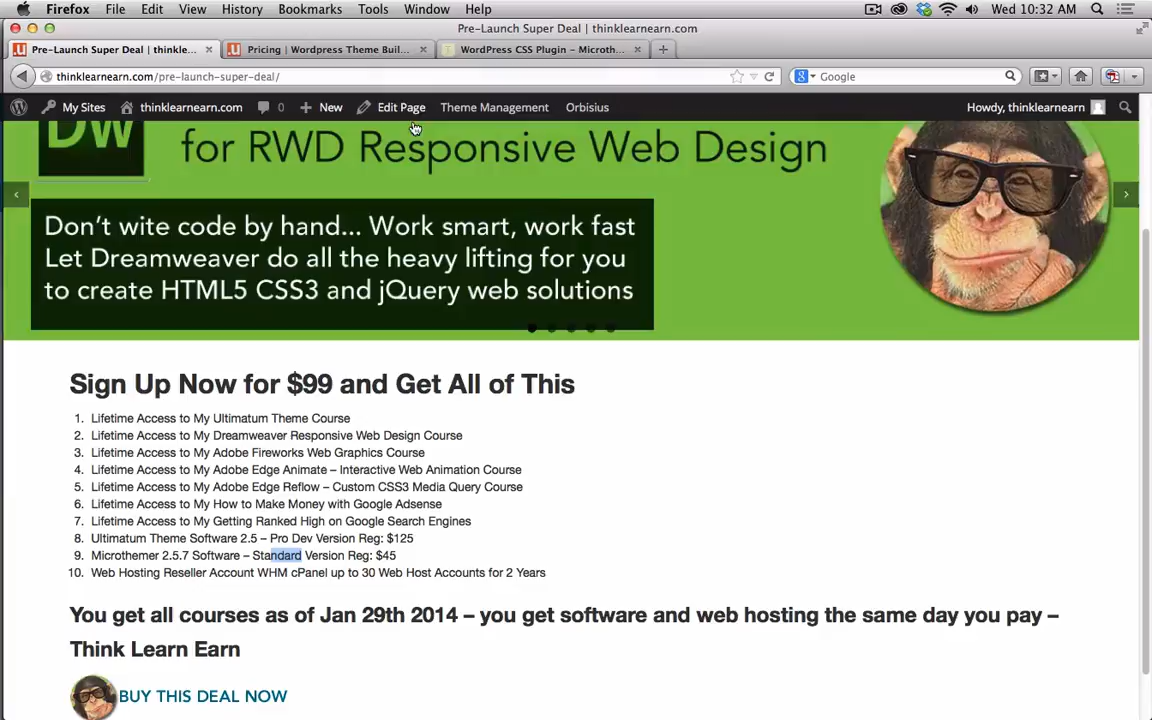 Firefox File Edit View History Bookmarks Tools Window Help Wed 10:32 AM
Pre-Launch Super Deal | thinklearnearn.com
Pre-Launch Super Deal | thinkle... Pricing | Wordpress Theme Buil... WordPress CSS Plugin – Microth...
thinklearnearn.com/pre-launch-super-deal/ Google
My Sites thinklearnearn.com 0 New Edit Page Theme Management Orbisius Howdy, thinklearnearn
DW
for RWD Responsive Web Design
Don't wite code by hand... Work smart, work fast
Let Dreamweaver do all the heavy lifting for you
to create HTML5 CSS3 and jQuery web solutions
Sign Up Now for $99 and Get All of This
1. Lifetime Access to My Ultimatum Theme Course
2. Lifetime Access to My Dreamweaver Responsive Web Design Course
3. Lifetime Access to My Adobe Fireworks Web Graphics Course
4. Lifetime Access to My Adobe Edge Animate – Interactive Web Animation Course
5. Lifetime Access to My Adobe Edge Reflow – Custom CSS3 Media Query Course
6. Lifetime Access to My How to Make Money with Google Adsense
7. Lifetime Access to My Getting Ranked High on Google Search Engines
8. Ultimatum Theme Software 2.5 – Pro Dev Version Reg: $125
9. Microthemer 2.5.7 Software – Standard Version Reg: $45
10. Web Hosting Reseller Account WHM cPanel up to 30 Web Host Accounts for 2 Years
You get all courses as of Jan 29th 2014 – you get software and web hosting the same day you pay –
Think Learn Earn
BUY THIS DEAL NOW